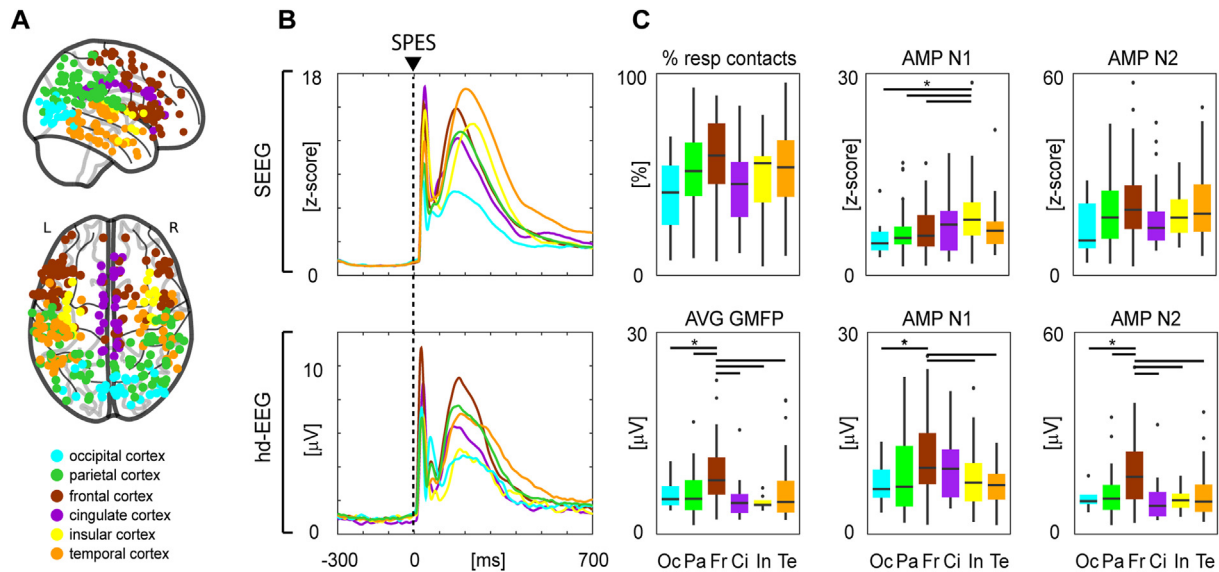 A
B
C
L
R
occipital cortex
parietal cortex
frontal cortex
cingulate cortex
insular cortex
temporal cortex
SPES
SEEG
[z-score]
18
0
hd-EEG
[μV]
10
0
-300
0
[ms]
700
% resp contacts
100
[%]
0
AMP N1
30
[z-score]
0
*
AMP N2
60
[z-score]
0
AVG GMFP
30
[μV]
0
*
Oc Pa Fr Ci In Te
AMP N1
30
[μV]
0
*
Oc Pa Fr Ci In Te
AMP N2
60
[μV]
0
*
Oc Pa Fr Ci In Te